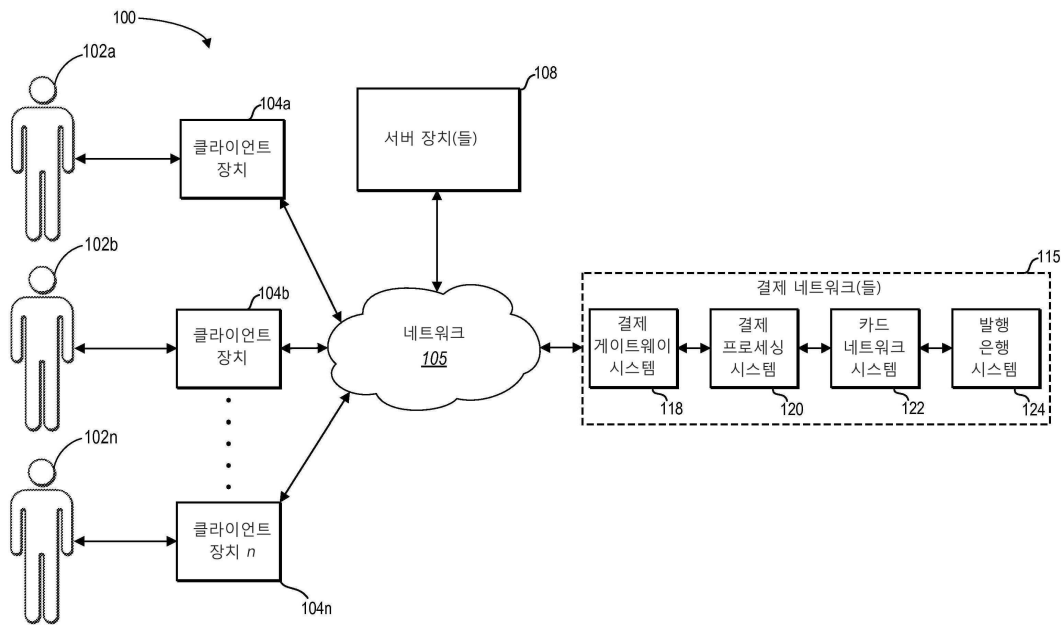 100
102a
104a
클라이언트
장치
108
서버 장치(들)
102b
104b
클라이언트
장치
네트워크
105
115
결제 네트워크(들)
결제
게이트웨이
시스템
118
결제
프로세싱
시스템
120
카드
네트워크
시스템
122
발행
은행
시스템
124
102n
클라이언트
장치 n
104n